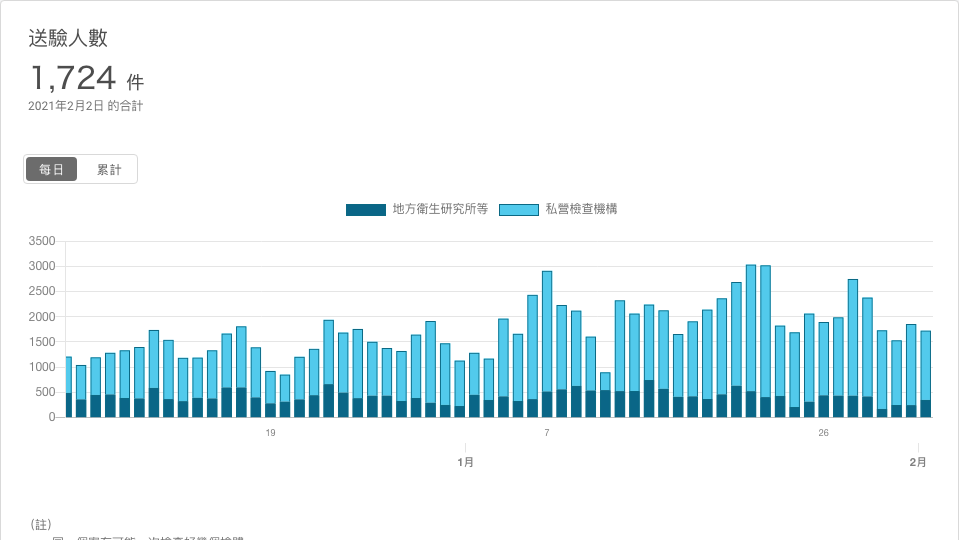 送驗人數
1,724 件
2021年2月2日 的合計
每日 累計
地方衛生研究所等 私營檢查機構
3500
3000
2500
2000
1500
1000
500
0
19 7 26
1月 2月
（註）